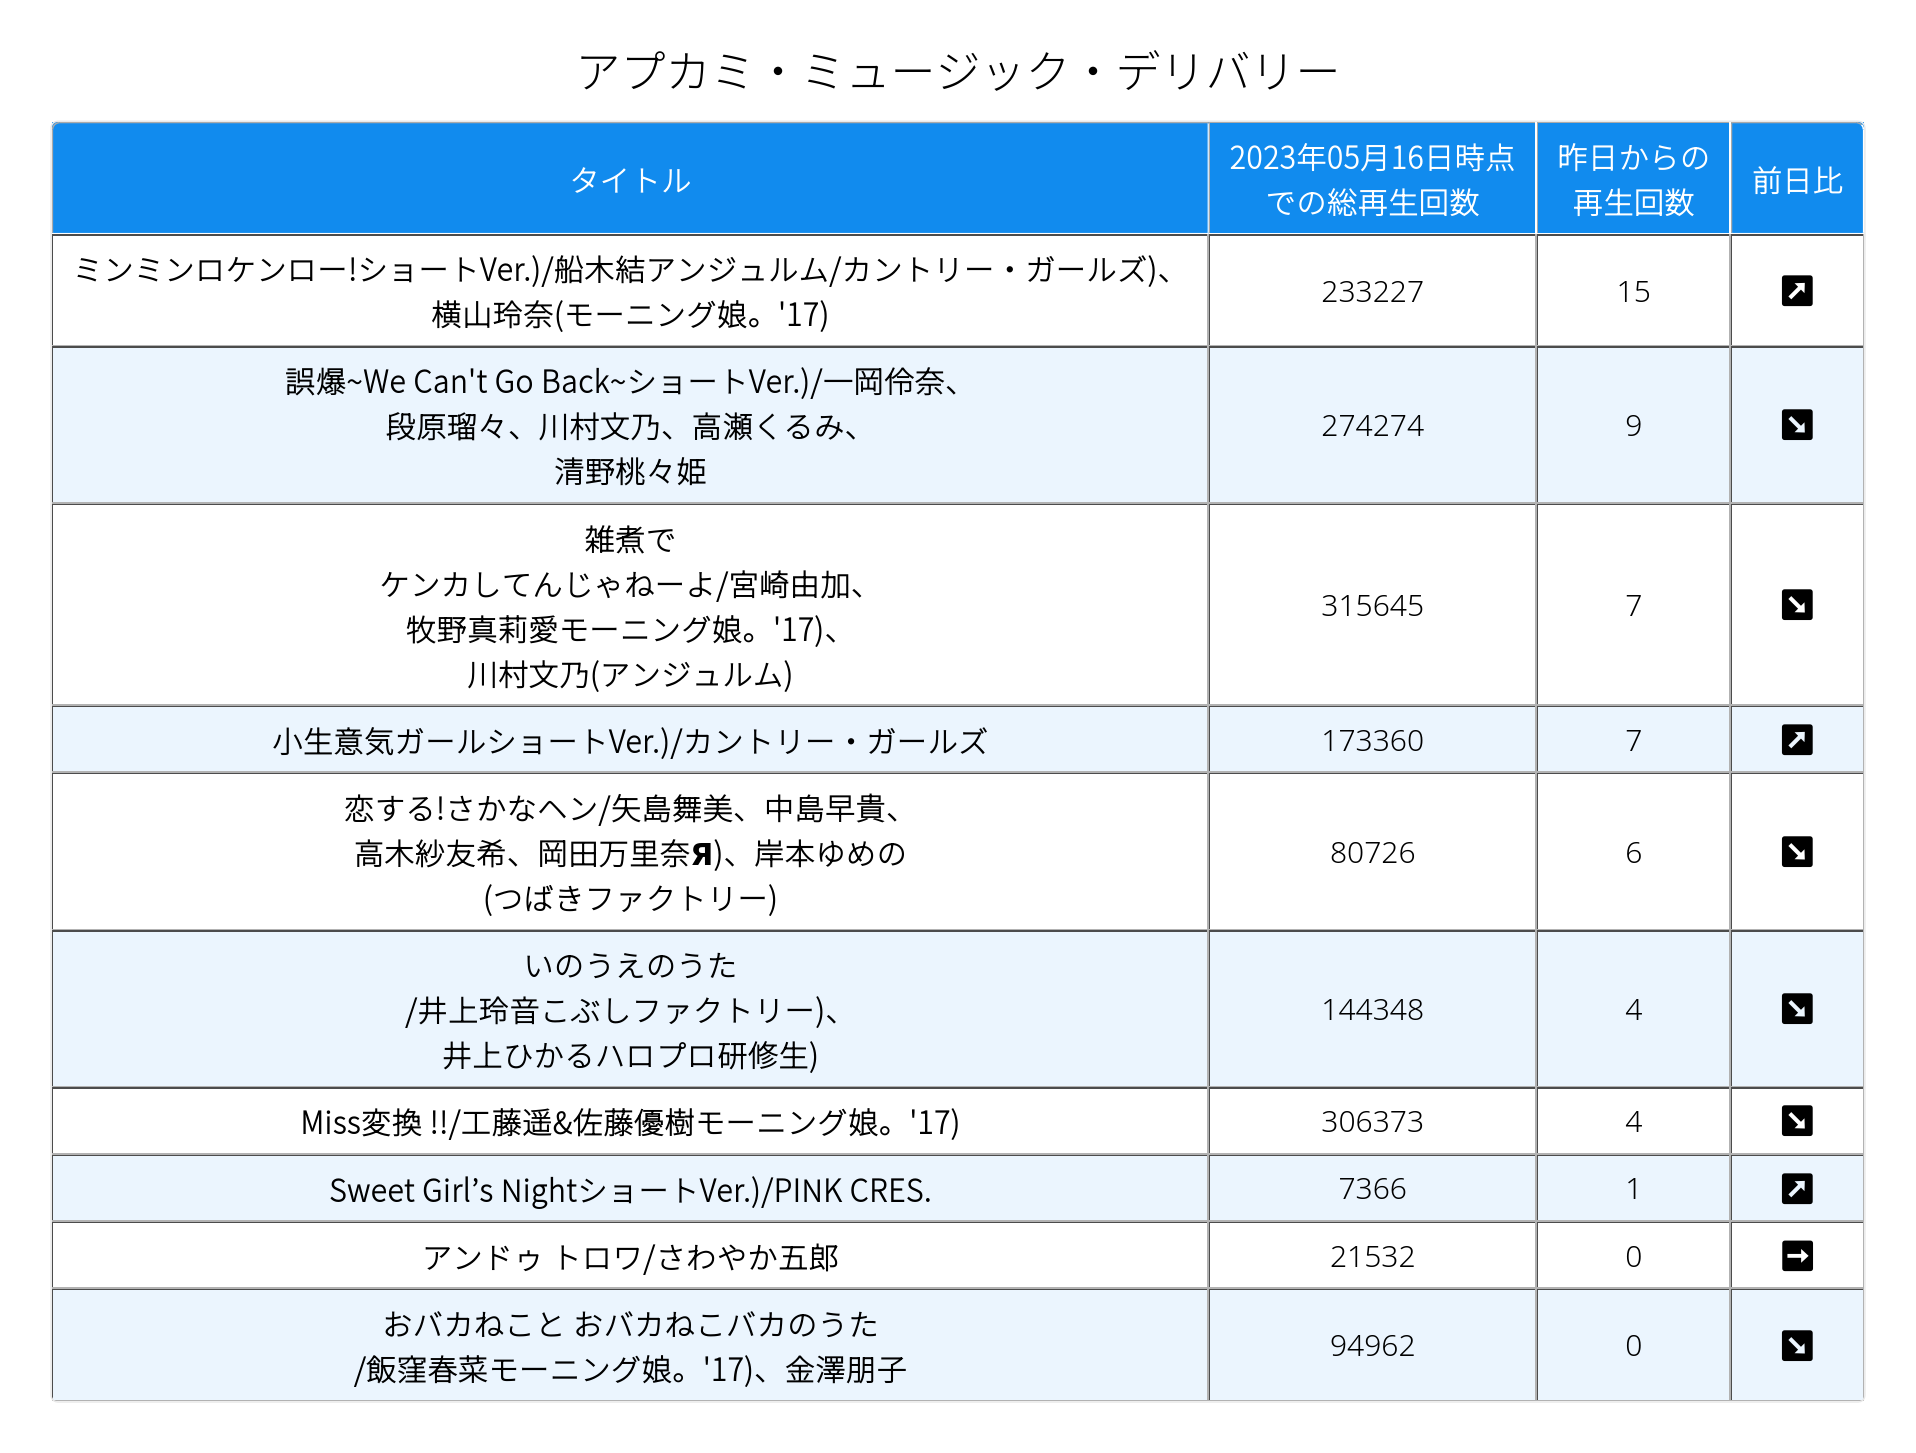 アプカミ・ミュージック・デリバリー
タイトル
2023年05月16日時点
での総再生回数
昨日からの
再生回数
前日比
ミンミンロケンロー!ショートVer.)/船木結アンジュルム/カントリー・ガールズ)、
横山玲奈(モーニング娘。'17)
233227
15
誤爆~We Can't Go Back~ショートVer.)/一岡伶奈、
段原瑠々、川村文乃、高瀬くるみ、
清野桃々姫
274274
9
雑煮で
ケンカしてんじゃねーよ/宮崎由加、
牧野真莉愛モーニング娘。'17)、
川村文乃(アンジュルム)
315645
7
小生意気ガールショートVer.)/カントリー・ガールズ
173360
7
恋する!さかなヘン/矢島舞美、中島早貴、
高木紗友希、岡田万里奈Я)、岸本ゆめの
(つばきファクトリー)
80726
6
いのうえのうた
/井上玲音こぶしファクトリー)、
井上ひかるハロプロ研修生)
144348
4
Miss変換 !!/工藤遥&佐藤優樹モーニング娘。'17)
306373
4
Sweet Girl’s NightショートVer.)/PINK CRES.
7366
1
アンドゥ トロワ/さわやか五郎
21532
0
おバカねこと おバカねこバカのうた
/飯窪春菜モーニング娘。'17)、金澤朋子
94962
0